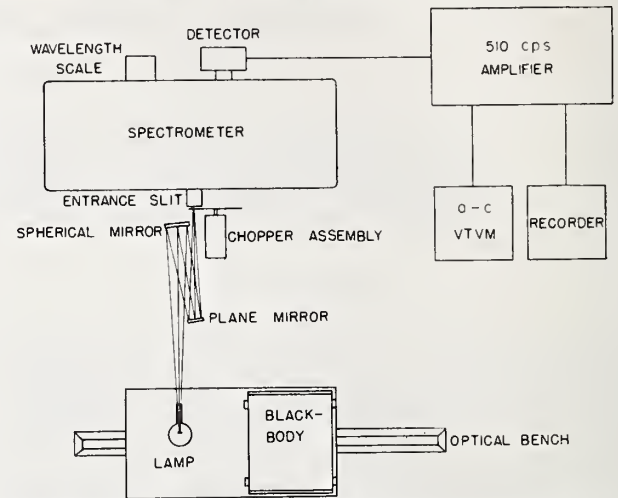 DETECTOR
WAVELENGTH
SCALE
510 cps
AMPLIFIER
SPECTROMETER
ENTRANCE SLIT
SPHERICAL MIRROR
CHOPPER ASSEMBLY
a-c
VTVM
RECORDER
PLANE MIRROR
BLACK-
BODY
LAMP
OPTICAL BENCH